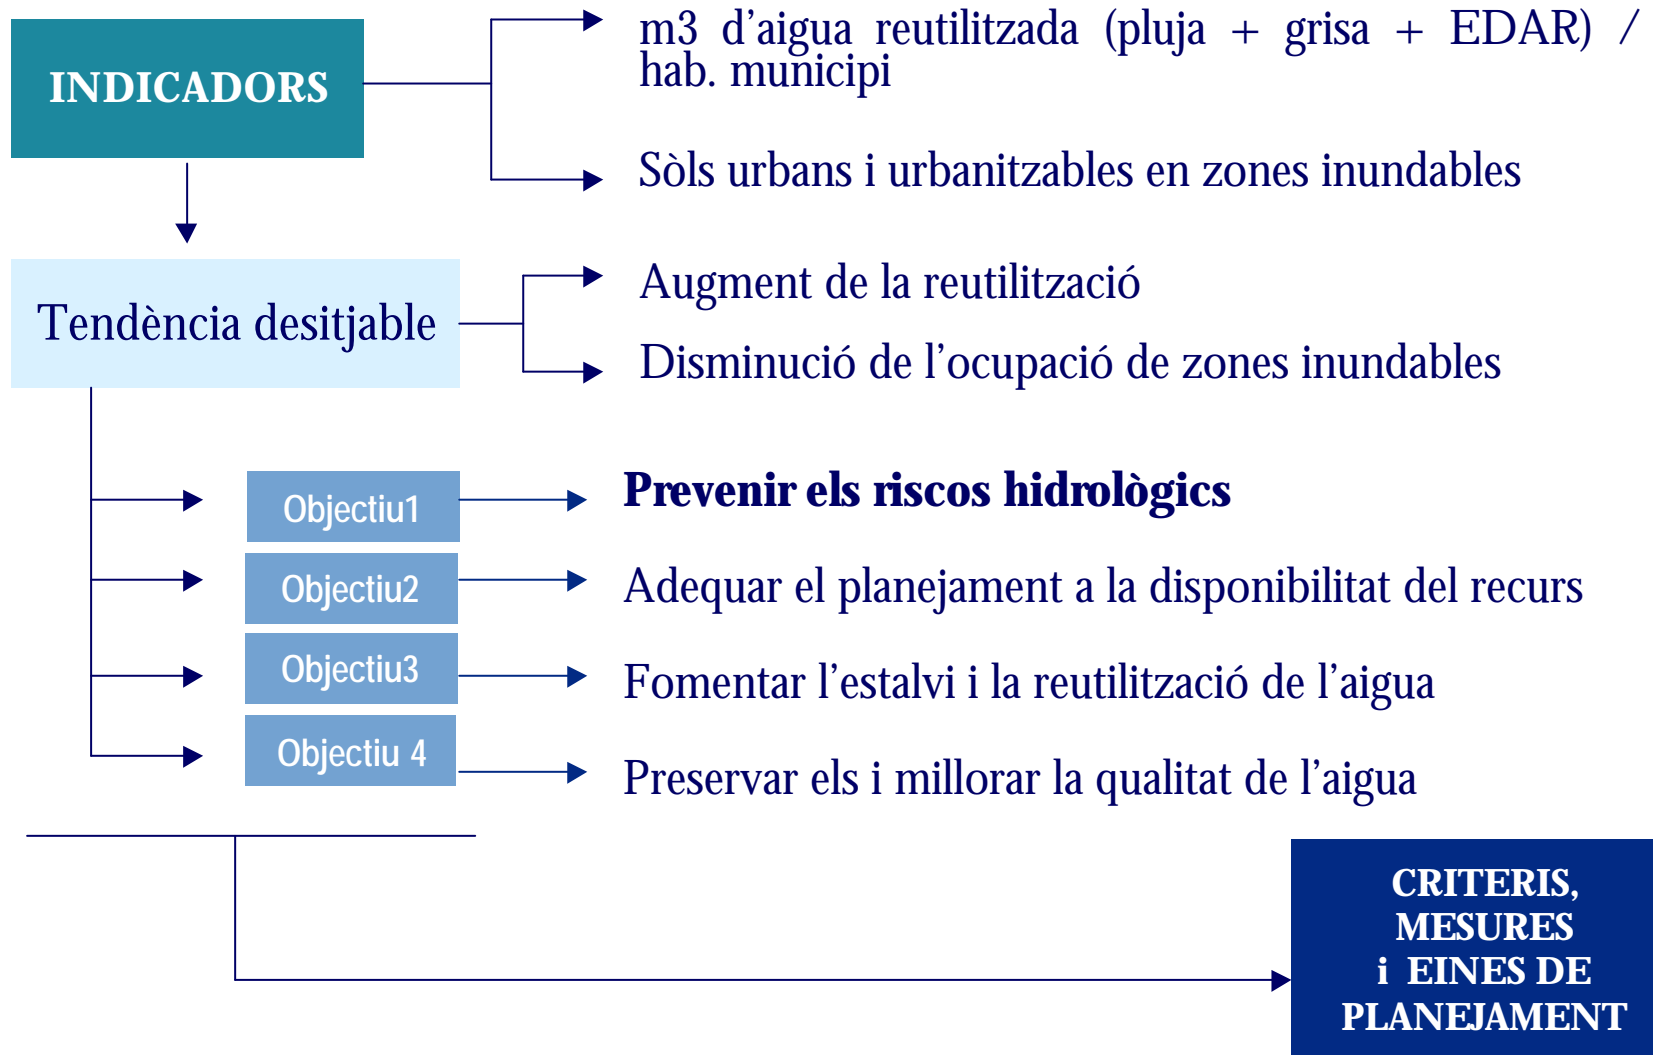 INDICADORS
m3 d'aigua reutilitzada (pluja + grisa + EDAR) /
hab. municipi
Sòls urbans i urbanitzables en zones inundables
Tendència desitjable
Augment de la reutilització
Disminució de l'ocupació de zones inundables
Objectiu1
Prevenir els riscos hidrològics
Objectiu2
Adequar el planejament a la disponibilitat del recurs
Objectiu3
Fomentar l'estalvi i la reutilització de l'aigua
Objectiu 4
Preservar els i millorar la qualitat de l'aigua
CRITERIS,
MESURES
i EINES DE
PLANEJAMENT